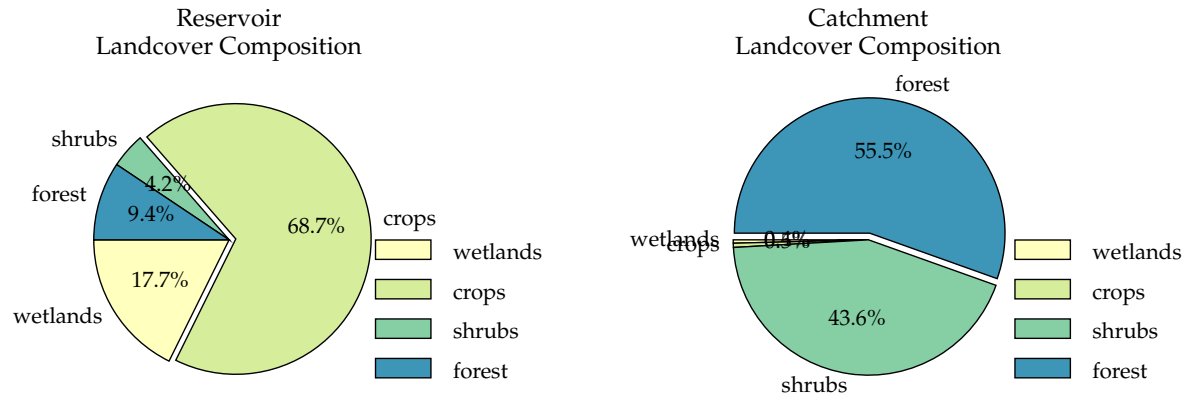 Reservoir
Landcover Composition
shrubs
4.2%
forest
9.4%
68.7%
crops
17.7%
wetlands
wetlands
crops
shrubs
forest
Catchment
Landcover Composition
forest
55.5%
wetlands
crops
43.6%
shrubs
wetlands
crops
shrubs
forest